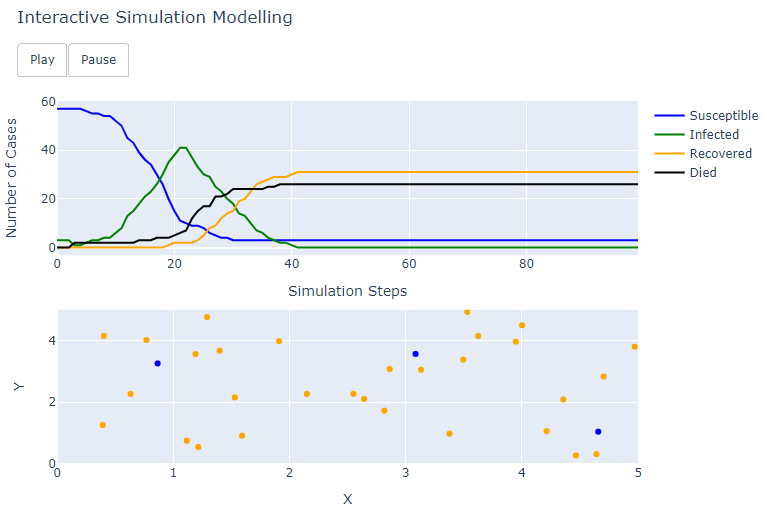 Interactive Simulation Modelling
Play Pause
Number of Cases
60
40
20
0
0 20 40 60 80
Simulation Steps
Susceptible
Infected
Recovered
Died
Y
4
2
0
0 1 2 3 4 5
X